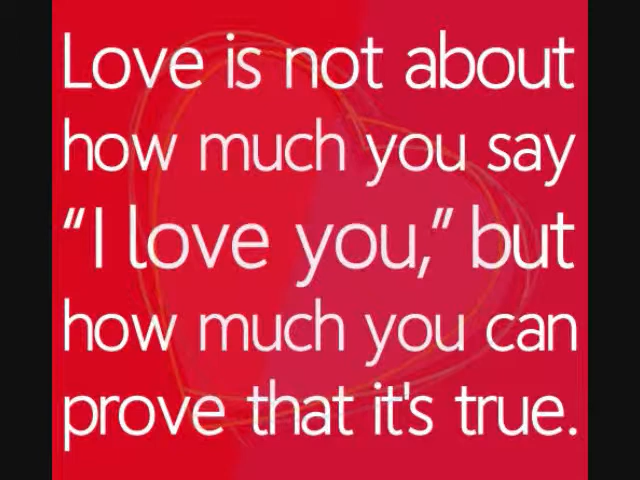 Love is not about
how much you say
“I love you,” but
how much you can
prove that it's true.